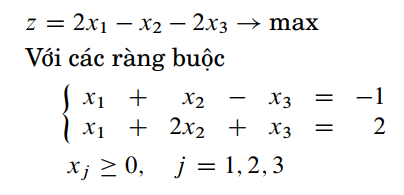 z = 2x₁ − x₂ − 2x₃ → max
Với các ràng buộc
{ x₁ + x₂ − x₃ = −1
x₁ + 2x₂ + x₃ = 2
xⱼ ≥ 0, j = 1, 2, 3